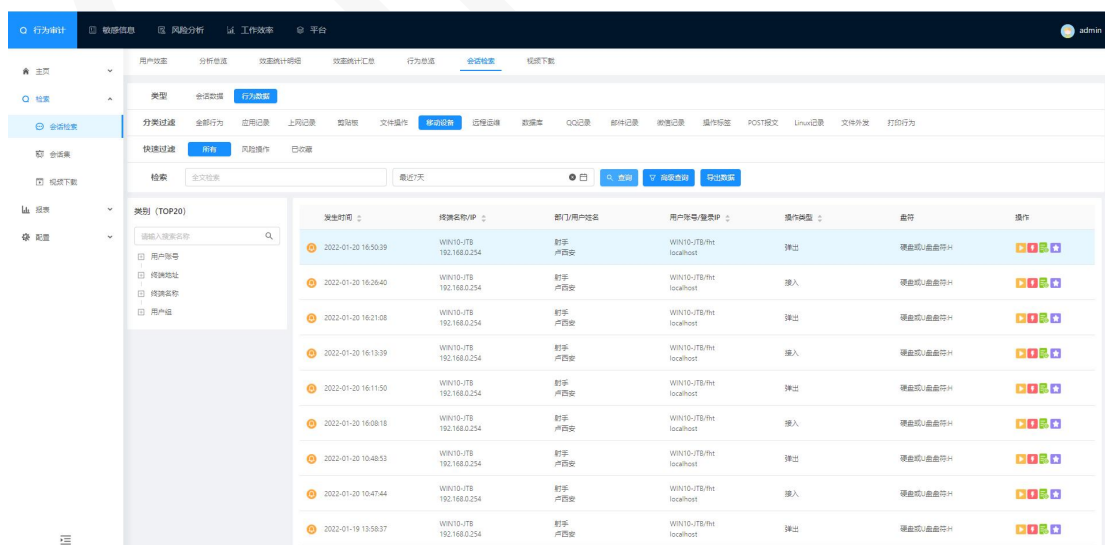 行为审计 敏感信息 风险分析 工作效率 平台 admin
用户效率 分析总览 效率统计明细 效率统计汇总 行为总览 会话检索 视频下载
主页
检索
会话检索
会话集
视频下载
报表
配置
类型 会话数据 行为数据
分类过滤 全部行为 应用记录 上网记录 剪贴板 文件操作 移动设备 远程运维 数据库 QQ记录 邮件记录 微信记录 操作标签 POST报文 Linux记录 文件外发 打印行为
快速过滤 所有 风险操作 已收藏
检索 全文检索 最近7天 查询 高级查询 导出数据
类别（TOP20）
请输入搜索名称
用户账号
终端地址
终端名称
用户组
发生时间 终端名称/IP 部门/用户姓名 用户账号/登录IP 操作类型 盘符 操作
2022-01-20 16:50:39 WIN10-JTB 192.168.0.254 射手 卢西安 WIN10-JTB/fht localhost 弹出 硬盘或U盘盘符:H
2022-01-20 16:26:40 WIN10-JTB 192.168.0.254 射手 卢西安 WIN10-JTB/fht localhost 接入 硬盘或U盘盘符:H
2022-01-20 16:21:08 WIN10-JTB 192.168.0.254 射手 卢西安 WIN10-JTB/fht localhost 弹出 硬盘或U盘盘符:H
2022-01-20 16:13:39 WIN10-JTB 192.168.0.254 射手 卢西安 WIN10-JTB/fht localhost 接入 硬盘或U盘盘符:H
2022-01-20 16:11:50 WIN10-JTB 192.168.0.254 射手 卢西安 WIN10-JTB/fht localhost 弹出 硬盘或U盘盘符:H
2022-01-20 16:08:18 WIN10-JTB 192.168.0.254 射手 卢西安 WIN10-JTB/fht localhost 接入 硬盘或U盘盘符:H
2022-01-20 10:48:53 WIN10-JTB 192.168.0.254 射手 卢西安 WIN10-JTB/fht localhost 弹出 硬盘或U盘盘符:H
2022-01-20 10:47:44 WIN10-JTB 192.168.0.254 射手 卢西安 WIN10-JTB/fht localhost 接入 硬盘或U盘盘符:H
2022-01-19 13:58:37 WIN10-JTB 192.168.0.254 射手 卢西安 WIN10-JTB/fht localhost 弹出 硬盘或U盘盘符:H